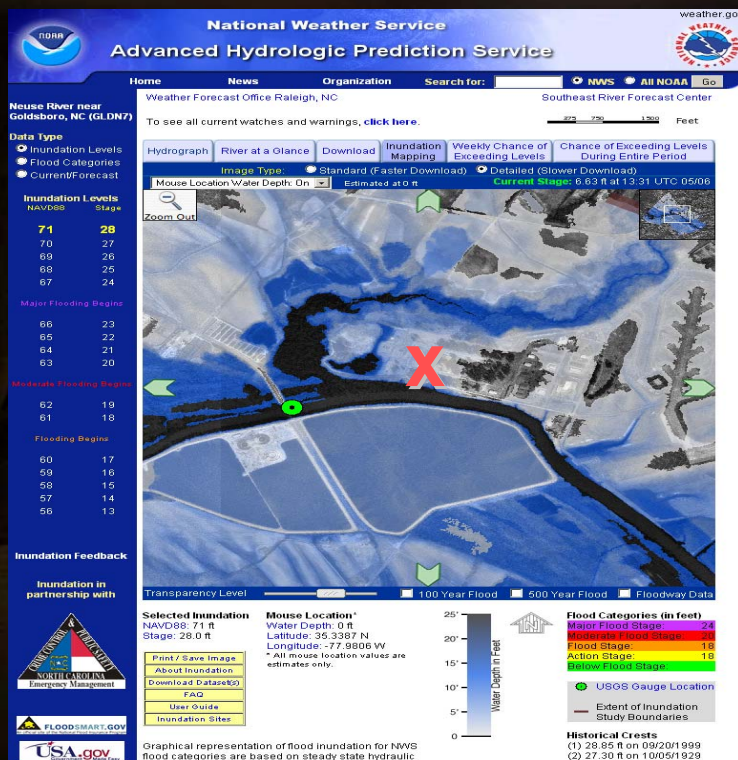 weather.go
NOAA
National Weather Service
Advanced Hydrologic Prediction Service
NATIONAL WEATHER SERVICE
Home News Organization Search for: NWS All NOAA Go
Neuse River near
Goldsboro, NC (GLDN7)
Data Type
Inundation Levels
Flood Categories
Current/Forecast
Inundation Levels
NAVD88 Stage
71 28
70 27
69 26
68 25
67 24
Major Flooding Begins
66 23
65 22
64 21
63 20
Moderate Flooding Begins
62 19
61 18
Flooding Begins
60 17
59 16
58 15
57 14
56 13
Inundation Feedback
Inundation in
partnership with
CRIME CONTROL & PUBLIC SAFETY
NORTH CAROLINA
Emergency Management
FLOODSMART.GOV
USA.gov
Weather Forecast Office Raleigh, NC Southeast River Forecast Center
To see all current watches and warnings, click here.
375 750 1500 Feet
Hydrograph River at a Glance Download Inundation Mapping Weekly Chance of Exceeding Levels Chance of Exceeding Levels During Entire Period
Image Type: Standard (Faster Download) Detailed (Slower Download)
Mouse Location Water Depth: On Estimated at 0 ft Current Stage: 6.63 ft at 13:31 UTC 05/06
Zoom Out
X
Transparency Level 100 Year Flood 500 Year Flood Floodway Data
Selected Inundation
NAVD88: 71 ft
Stage: 28.0 ft
Print / Save Image
About Inundation
Download Dataset(s)
FAQ
User Guide
Inundation Sites
Mouse Location*
Water Depth: 0 ft
Latitude: 35.3387 N
Longitude: -77.9806 W
* All mouse location values are
estimates only.
25'
20'
15'
10'
5'
0
Water Depth in Feet
N
Flood Categories (in feet)
Major Flood Stage: 24
Moderate Flood Stage: 20
Flood Stage: 18
Action Stage: 18
Below Flood Stage:
USGS Gauge Location
Extent of Inundation
Study Boundaries
Historical Crests
(1) 28.85 ft on 09/20/1999
(2) 27.30 ft on 10/05/1929
Graphical representation of flood inundation for NWS
flood categories are based on steady state hydraulic